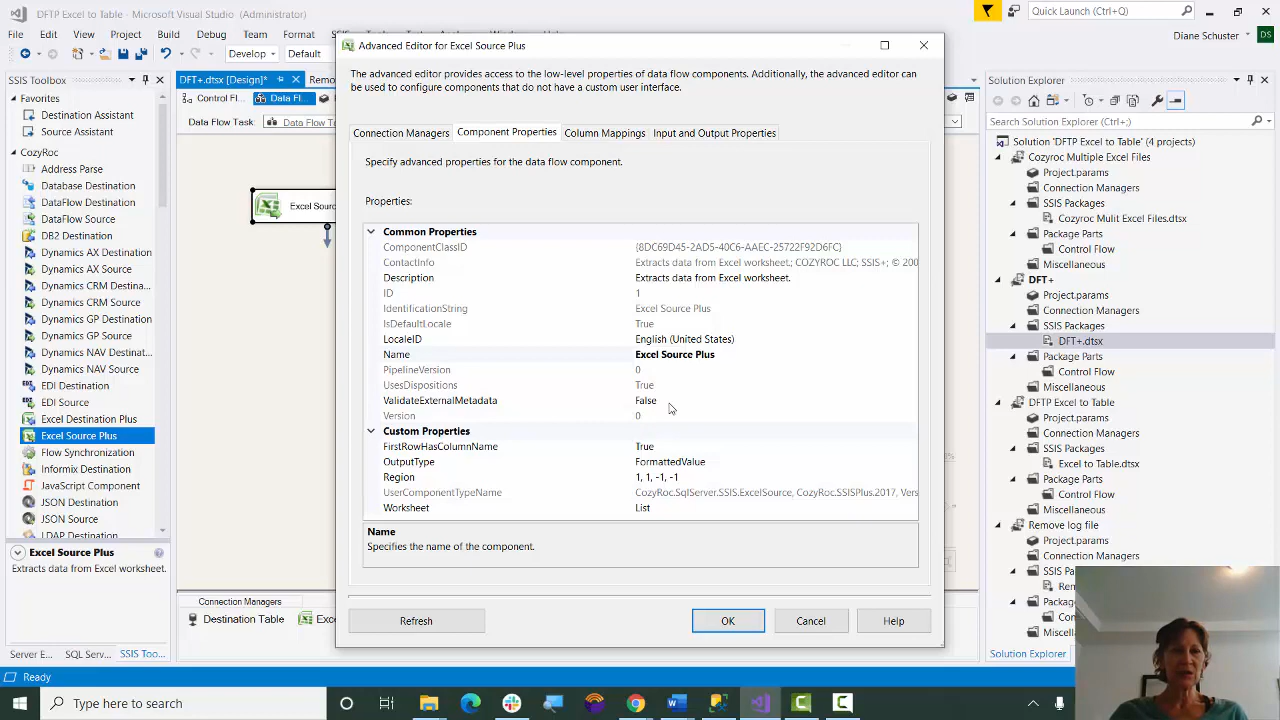 DFTP Excel to Table - Microsoft Visual Studio (Administrator)
Quick Launch (Ctrl+Q)
File Edit View Project Build Debug Team Format
Diane Schuster DS
Develop Default
SSIS Toolbox
Favorites
Destination Assistant
Source Assistant
CozyRoc
Address Parse
Database Destination
DataFlow Destination
DataFlow Source
DB2 Destination
Dynamics AX Destination
Dynamics AX Source
Dynamics CRM Destination
Dynamics CRM Source
Dynamics GP Destination
Dynamics GP Source
Dynamics NAV Destination
Dynamics NAV Source
EDI Destination
EDI Source
Excel Destination Plus
Excel Source Plus
Flow Synchronization
Informix Destination
JavaScript Component
JSON Destination
JSON Source
LDAP Destination
Excel Source Plus
Extracts data from Excel worksheet.
Server E... SQL Serv... SSIS Too...
DFT+.dtsx [Design]*
Control Fl... Data Fl...
Data Flow Task: Data Flow
Excel Sourc
Connection Managers
Destination Table
Advanced Editor for Excel Source Plus
The advanced editor provides access to the low-level properties of data flow components. Additionally, the advanced
be used to configure components that do not have a custom user interface.
Connection Managers Component Properties Column Mappings Input and Output Properties
Specify advanced properties for the data flow component.
Properties:
Common Properties
ComponentClassID {8DC69D45-2AD5-40C6-AAEC-25722F92D6FC}
ContactInfo Extracts data from Excel worksheet.; COZYROC LLC; SSIS+; © 200
Description Extracts data from Excel worksheet.
ID 1
IdentificationString Excel Source Plus
IsDefaultLocale True
LocaleID English (United States)
Name Excel Source Plus
PipelineVersion 0
UsesDispositions True
ValidateExternalMetadata False
Version 0
Custom Properties
FirstRowHasColumnName True
OutputType FormattedValue
Region 1, 1, -1, -1
UserComponentTypeName CozyRoc.SqlServer.SSIS.ExcelSource, CozyRoc.SSISPlus.2017, Vers
Worksheet List
Name
Specifies the name of the component.
Refresh OK Cancel Help
Solution Explorer
Search Solution Explorer (Ctrl+;)
Solution "DFTP Excel to Table" (4 projects)
Cozyroc Multiple Excel Files
Project.params
Connection Managers
SSIS Packages
Cozyroc Mulit Excel Files.dtsx
Package Parts
Control Flow
Miscellaneous
DFT+
Project.params
Connection Managers
SSIS Packages
DFT+.dtsx
Package Parts
Control Flow
Miscellaneous
DFTP Excel to Table
Project.params
Connection Managers
SSIS Packages
Excel to Table.dtsx
Package Parts
Control Flow
Miscellaneous
Remove log file
Project.params
Connection Managers
Solution Explorer
Ready
Type here to search